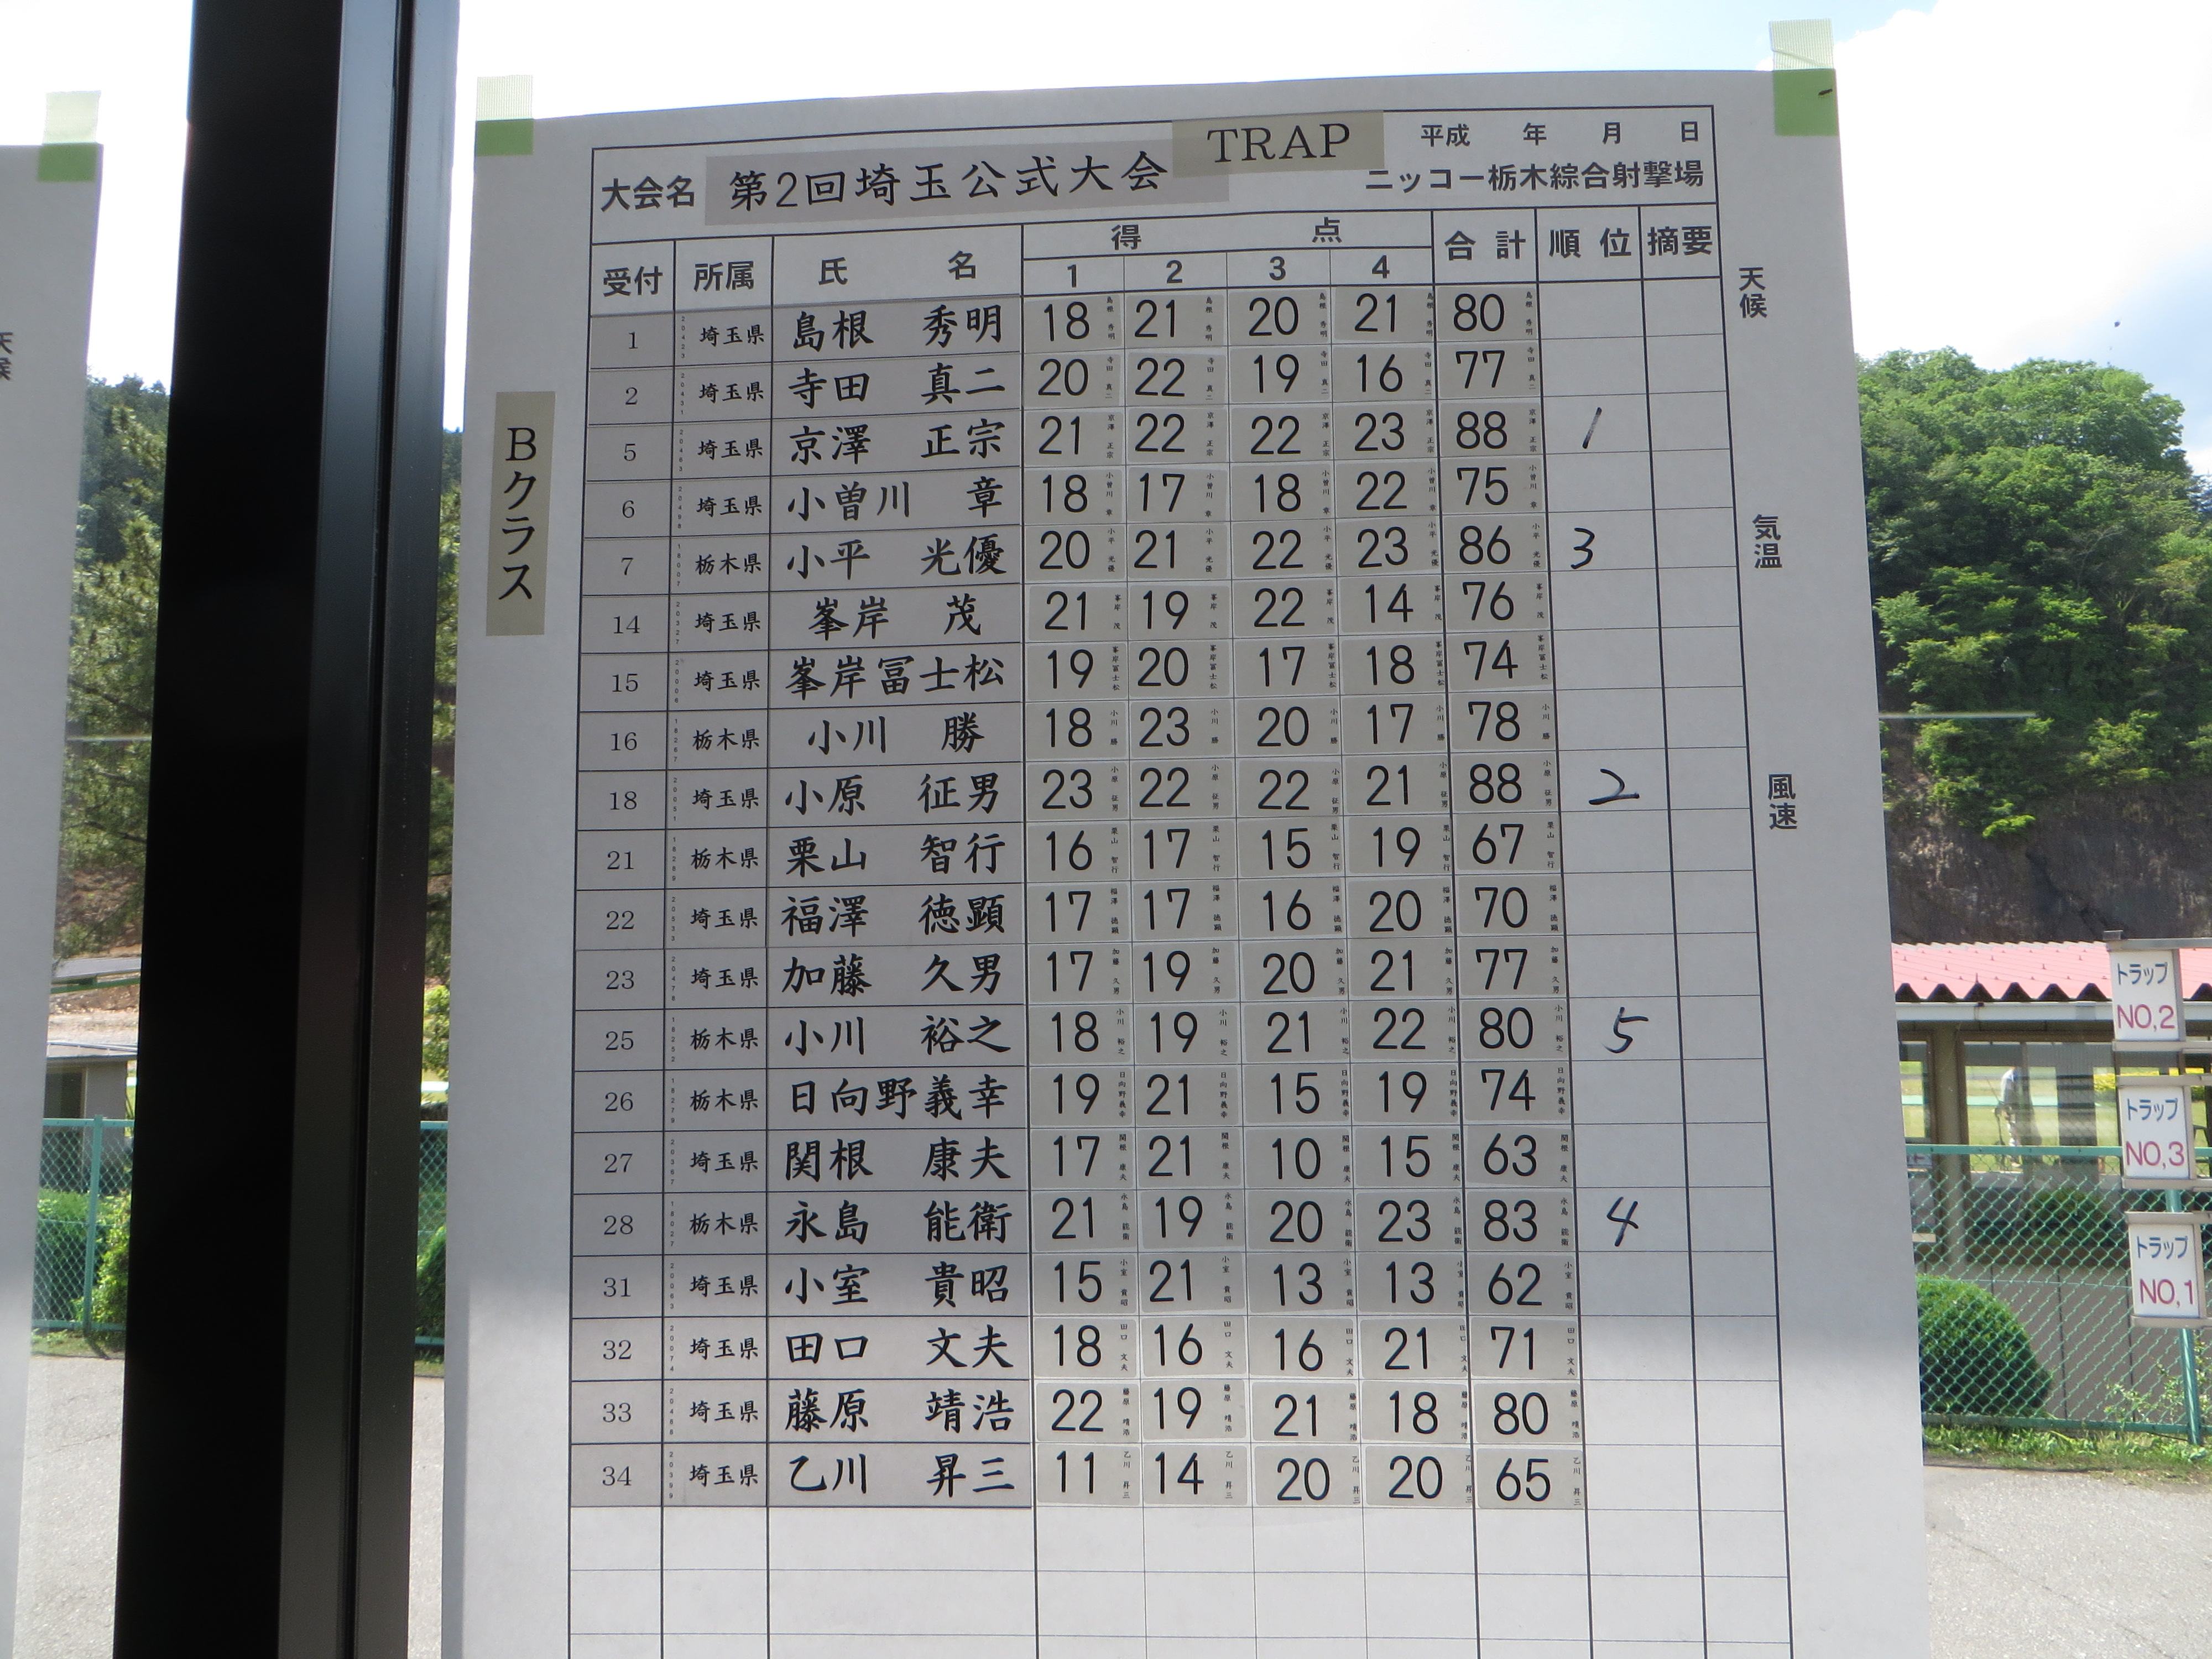 TRAP
平成 年 月 日
大会名 第2回埼玉公式大会
ニッコー栃木綜合射撃場
Bクラス
受付 所属 氏名 得点 合計 順位 摘要
1 2 3 4
1 埼玉県 島根 秀明 18 21 20 21 80
2 埼玉県 寺田 真二 20 22 19 16 77
5 埼玉県 京澤 正宗 21 22 22 23 88 1
6 埼玉県 小曽川 章 18 17 18 22 75
7 栃木県 小平 光優 20 21 22 23 86 3
14 埼玉県 峯岸 茂 21 19 22 14 76
15 埼玉県 峯岸冨士松 19 20 17 18 74
16 栃木県 小川 勝 18 23 20 17 78
18 埼玉県 小原 征男 23 22 22 21 88 2
21 栃木県 栗山 智行 16 17 15 19 67
22 埼玉県 福澤 徳顕 17 17 16 20 70
23 埼玉県 加藤 久男 17 19 20 21 77
25 栃木県 小川 裕之 18 19 21 22 80 5
26 栃木県 日向野義幸 19 21 15 19 74
27 埼玉県 関根 康夫 17 21 10 15 63
28 栃木県 永島 能衛 21 19 20 23 83 4
31 埼玉県 小室 貴昭 15 21 13 13 62
32 埼玉県 田口 文夫 18 16 16 21 71
33 埼玉県 藤原 靖浩 22 19 21 18 80
34 埼玉県 乙川 昇三 11 14 20 20 65
天候
気温
風速
トラップ
NO,2
トラップ
NO,3
トラップ
NO,1